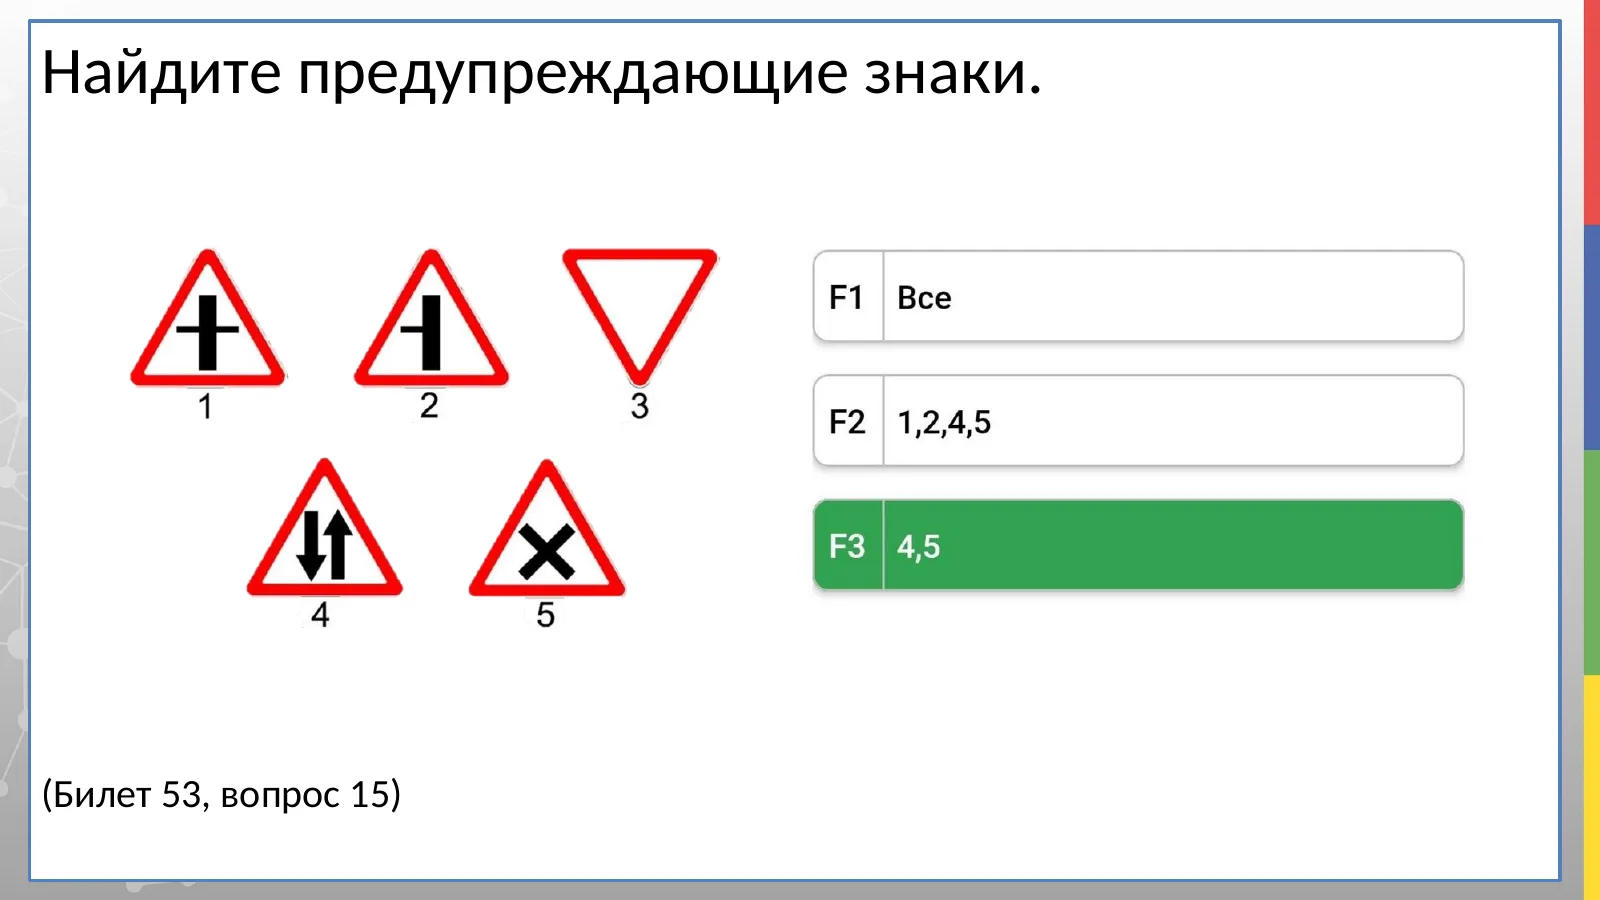 Найдите предупреждающие знаки.
1
2
3
4
5
F1 Все
F2 1,2,4,5
F3 4,5
(Билет 53, вопрос 15)